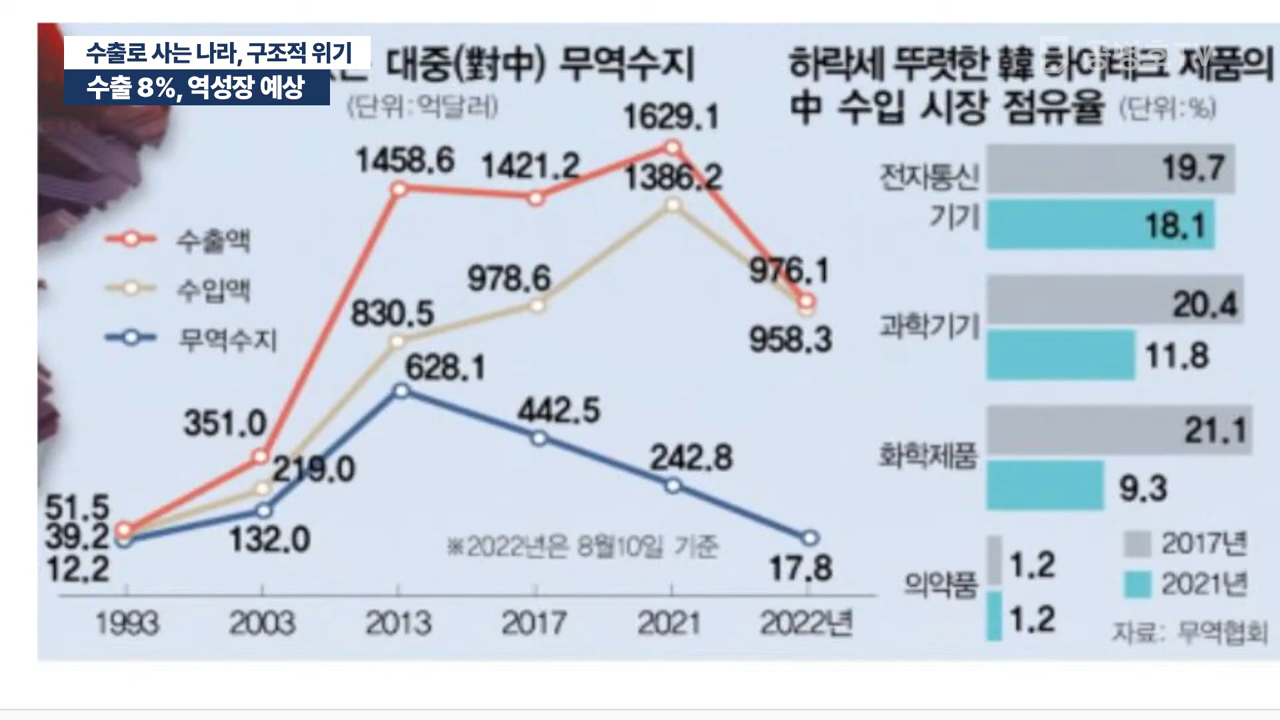 수출로 사는 나라, 구조적 위기
수출 8%, 역성장 예상
대중(對中) 무역수지
(단위:억달러)
수출액
수입액
무역수지
1629.1
1458.6
1421.2
1386.2
978.6
976.1
830.5
958.3
628.1
442.5
351.0
219.0
242.8
51.5
39.2
12.2
132.0
17.8
※2022년은 8월10일 기준
1993 2003 2013 2017 2021 2022년
하락세 뚜렷한 韓 하이테크 제품의
中 수입 시장 점유율 (단위:%)
전자통신
기기
19.7
18.1
과학기기
20.4
11.8
화학제품
21.1
9.3
의약품
1.2
1.2
2017년
2021년
자료: 무역협회